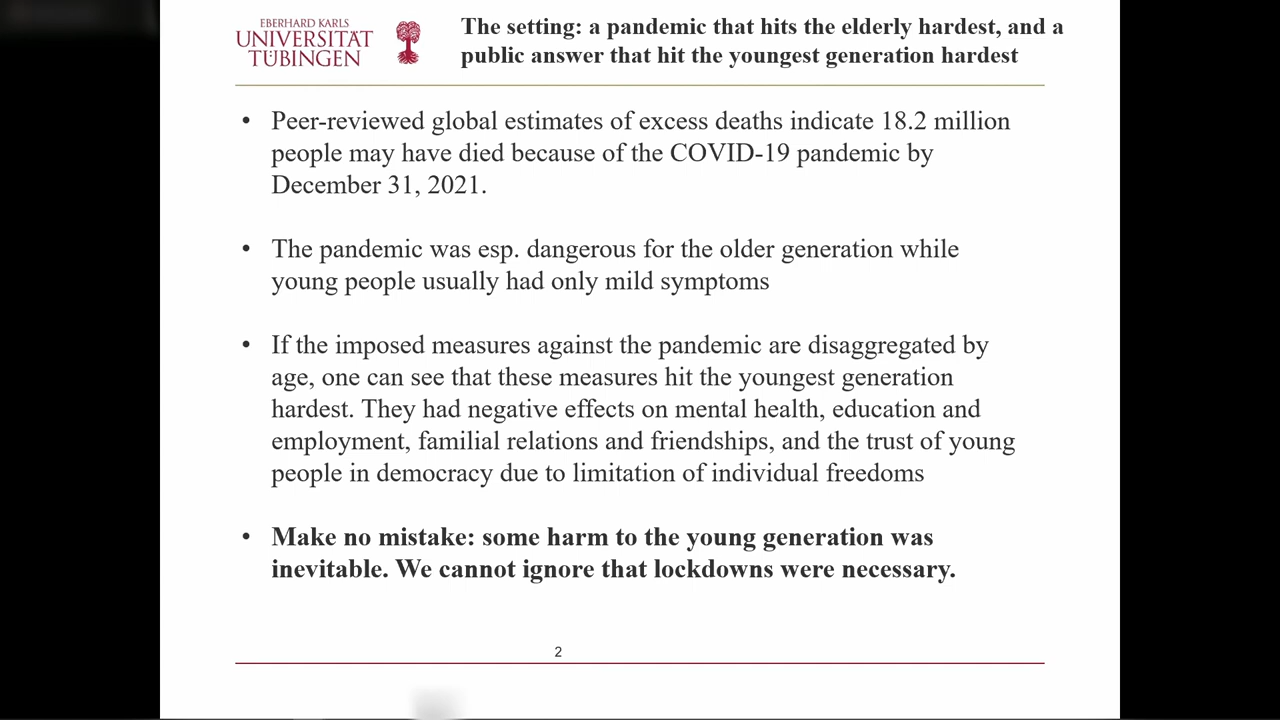 EBERHARD KARLS
UNIVERSITÄT
TÜBINGEN
The setting: a pandemic that hits the elderly hardest, and a
public answer that hit the youngest generation hardest
• Peer-reviewed global estimates of excess deaths indicate 18.2 million
people may have died because of the COVID-19 pandemic by
December 31, 2021.
• The pandemic was esp. dangerous for the older generation while
young people usually had only mild symptoms
• If the imposed measures against the pandemic are disaggregated by
age, one can see that these measures hit the youngest generation
hardest. They had negative effects on mental health, education and
employment, familial relations and friendships, and the trust of young
people in democracy due to limitation of individual freedoms
• Make no mistake: some harm to the young generation was
inevitable. We cannot ignore that lockdowns were necessary.
2